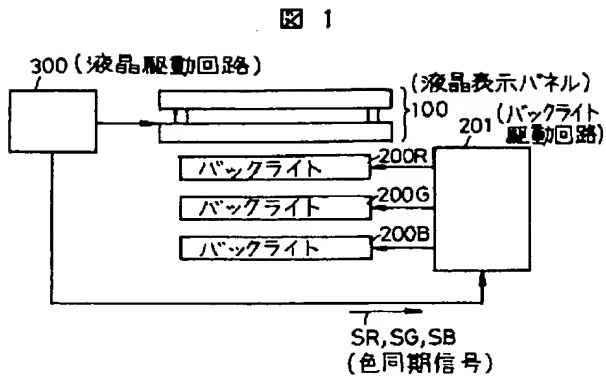 図 1
300(液晶駆動回路)
(液晶表示パネル)
100
201
(バックライト
駆動回路)
バックライト
200R
バックライト
200G
バックライト
200B
SR,SG,SB
(色同期信号)